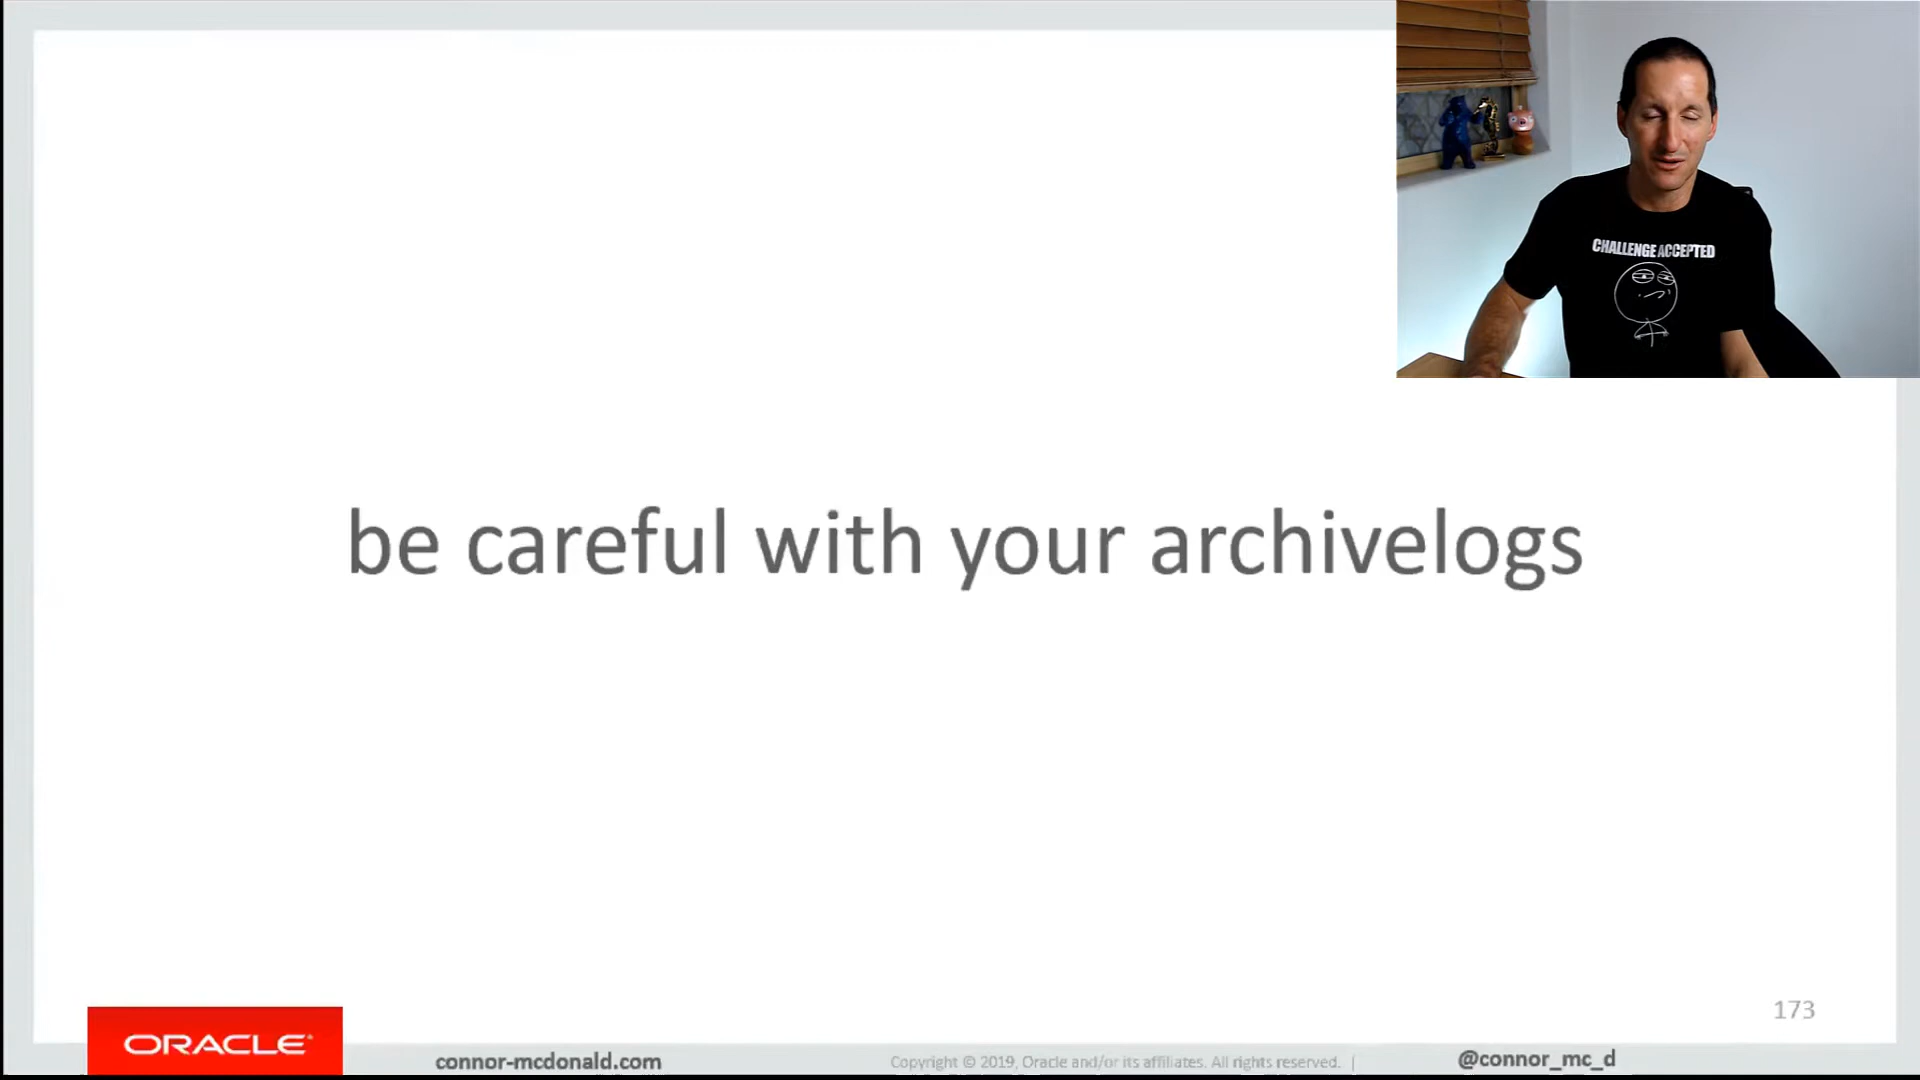 CHALLENGE ACCEPTED
be careful with your archivelogs
173
ORACLE
connor-mcdonald.com
Copyright © 2019, Oracle and/or its affiliates. All rights reserved. |
@connor_mc_d